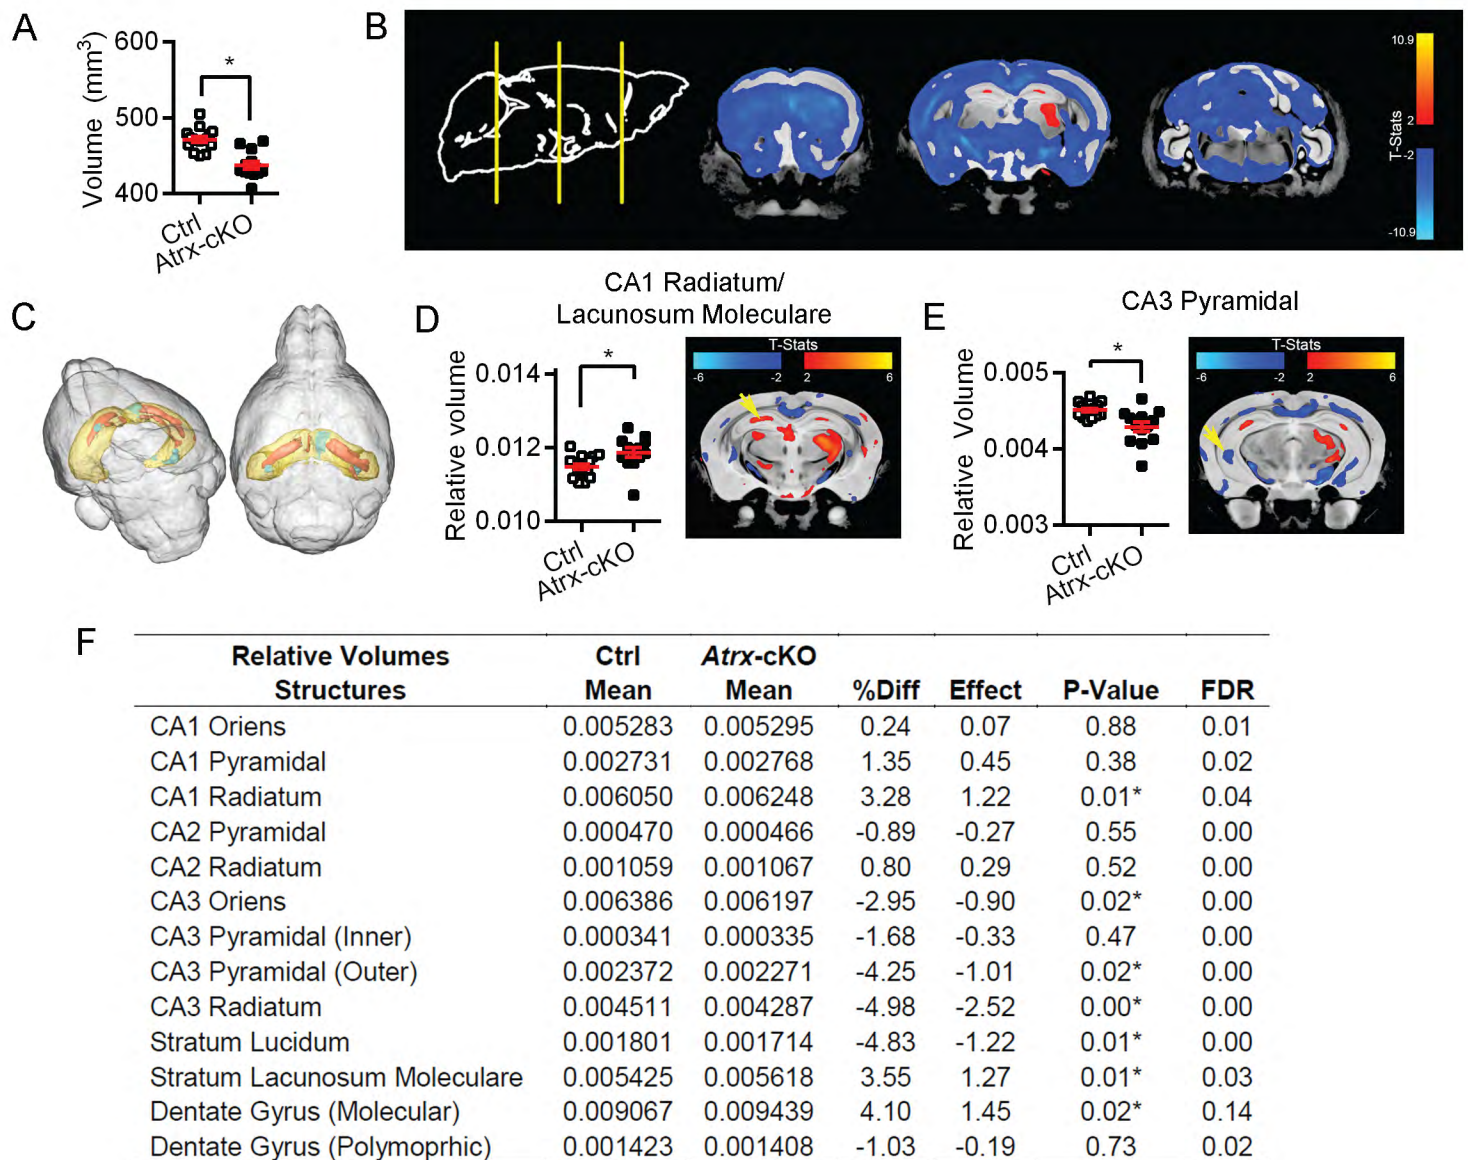 A
Volume (mm3)
600
500
400
*
Ctrl
Atrx-cKO
B
10.9
2
T-Stats
-2
-10.9
C
D
CA1 Radiatum/
Lacunosum Moleculare
Relative volume
0.014
0.012
0.010
*
Ctrl
Atrx-cKO
T-Stats
-6 -2 2 6
E
CA3 Pyramidal
Relative Volume
0.005
0.004
0.003
*
Ctrl
Atrx-cKO
T-Stats
-6 -2 2 6
F
Relative Volumes Ctrl Atrx-cKO
Structures Mean Mean %Diff Effect P-Value FDR
CA1 Oriens 0.005283 0.005295 0.24 0.07 0.88 0.01
CA1 Pyramidal 0.002731 0.002768 1.35 0.45 0.38 0.02
CA1 Radiatum 0.006050 0.006248 3.28 1.22 0.01* 0.04
CA2 Pyramidal 0.000470 0.000466 -0.89 -0.27 0.55 0.00
CA2 Radiatum 0.001059 0.001067 0.80 0.29 0.52 0.00
CA3 Oriens 0.006386 0.006197 -2.95 -0.90 0.02* 0.00
CA3 Pyramidal (Inner) 0.000341 0.000335 -1.68 -0.33 0.47 0.00
CA3 Pyramidal (Outer) 0.002372 0.002271 -4.25 -1.01 0.02* 0.00
CA3 Radiatum 0.004511 0.004287 -4.98 -2.52 0.00* 0.00
Stratum Lucidum 0.001801 0.001714 -4.83 -1.22 0.01* 0.00
Stratum Lacunosum Moleculare 0.005425 0.005618 3.55 1.27 0.01* 0.03
Dentate Gyrus (Molecular) 0.009067 0.009439 4.10 1.45 0.02* 0.14
Dentate Gyrus (Polymoprhic) 0.001423 0.001408 -1.03 -0.19 0.73 0.02